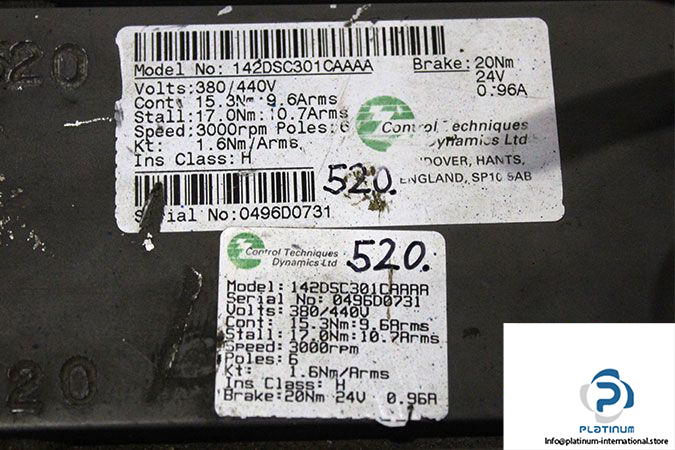 520
Model No: 142DSC301CAAAA Brake: 20Nm
Volts: 380/440V 24V
Cont: 15.3Nm 9.6Arms 0.96A
Stall: 17.0Nm: 10.7Arms
Speed: 3000rpm Poles: 6
Kt: 1.6Nm/Arms
Ins Class: H
Control Techniques
Dynamics Ltd
HANTS,
ENGLAND, SP10 5AB
520.
Serial No: 0496D0731
Control Techniques
Dynamics Ltd
520.
Model: 142DSC301CAAAA
Serial No: 0496D0731
Volts: 380/440V
Cont: 15.3Nm: 9.6Arms
Stall: 17.0Nm: 10.7Arms
Speed: 3000rpm
Poles: 6
Kt: 1.6Nm/Arms
Ins Class: H
Brake: 20Nm 24V 0.96A
20
PLATINUM
info@platinum-international.store